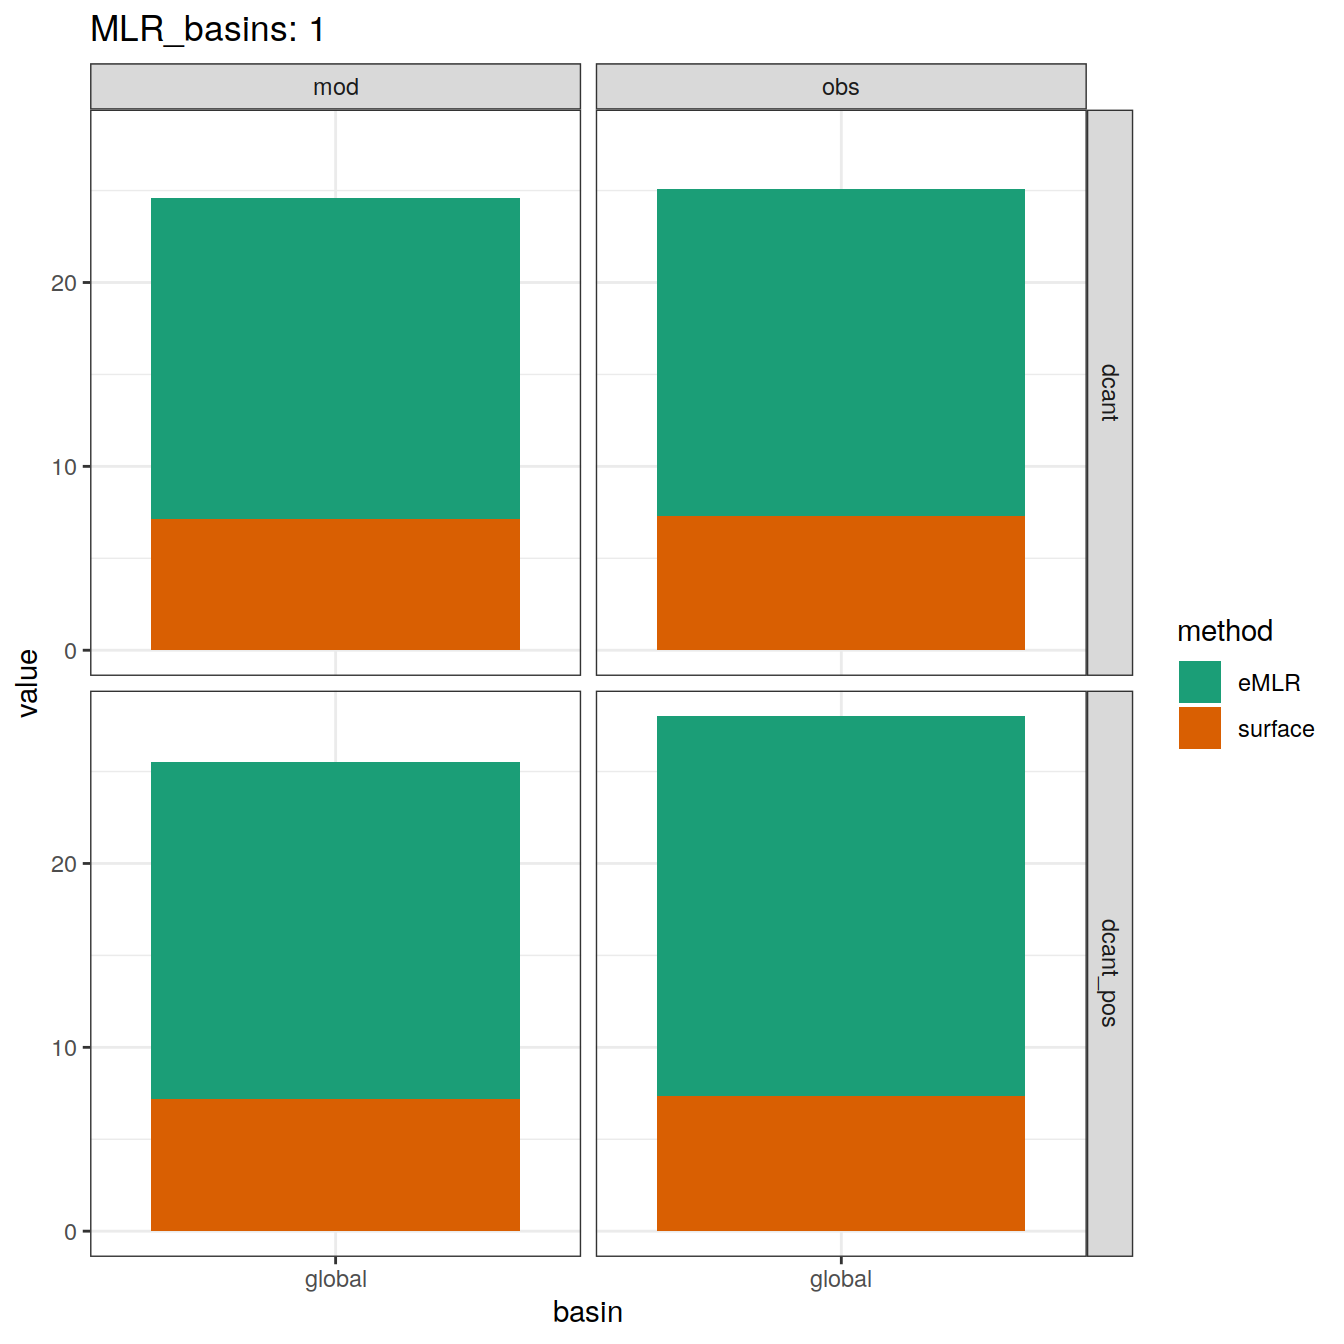 MLR_basins: 1
mod
obs
20
10
0
dcant
value
20
10
0
dcant_pos
global
global
basin
method
eMLR
surface